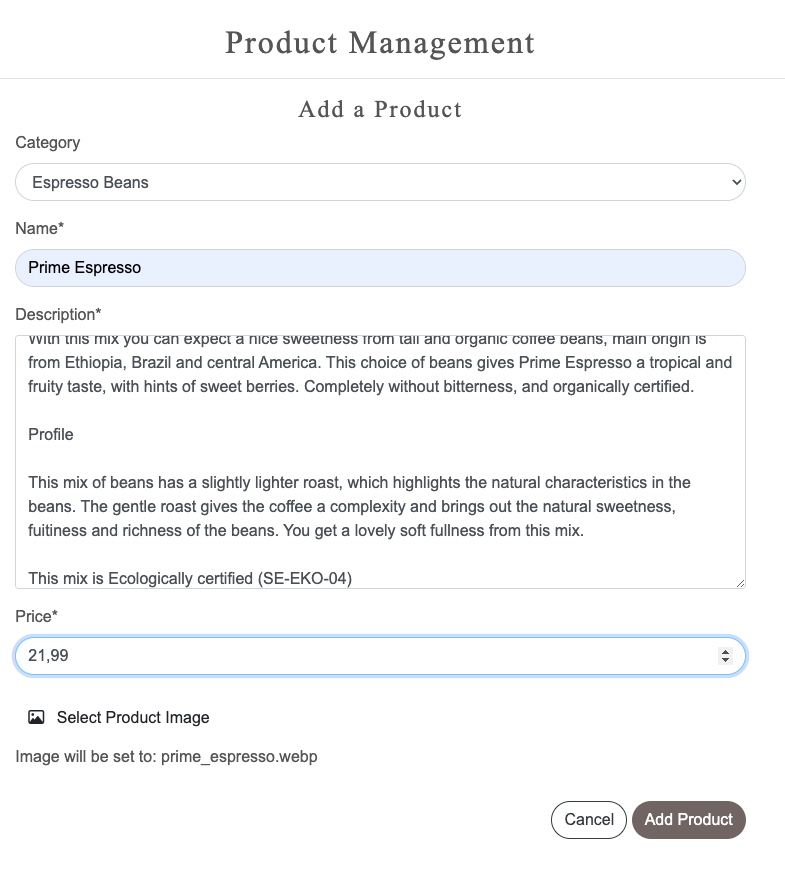 Product Management
Add a Product
Category
Espresso Beans
Name*
Prime Espresso
Description*
With this mix you can expect a nice sweetness from tall and organic coffee beans, main origin is
from Ethiopia, Brazil and central America. This choice of beans gives Prime Espresso a tropical and
fruity taste, with hints of sweet berries. Completely without bitterness, and organically certified.
Profile
This mix of beans has a slightly lighter roast, which highlights the natural characteristics in the
beans. The gentle roast gives the coffee a complexity and brings out the natural sweetness,
fuitiness and richness of the beans. You get a lovely soft fullness from this mix.
This mix is Ecologically certified (SE-EKO-04)
Price*
21,99
Select Product Image
Image will be set to: prime_espresso.webp
Cancel
Add Product